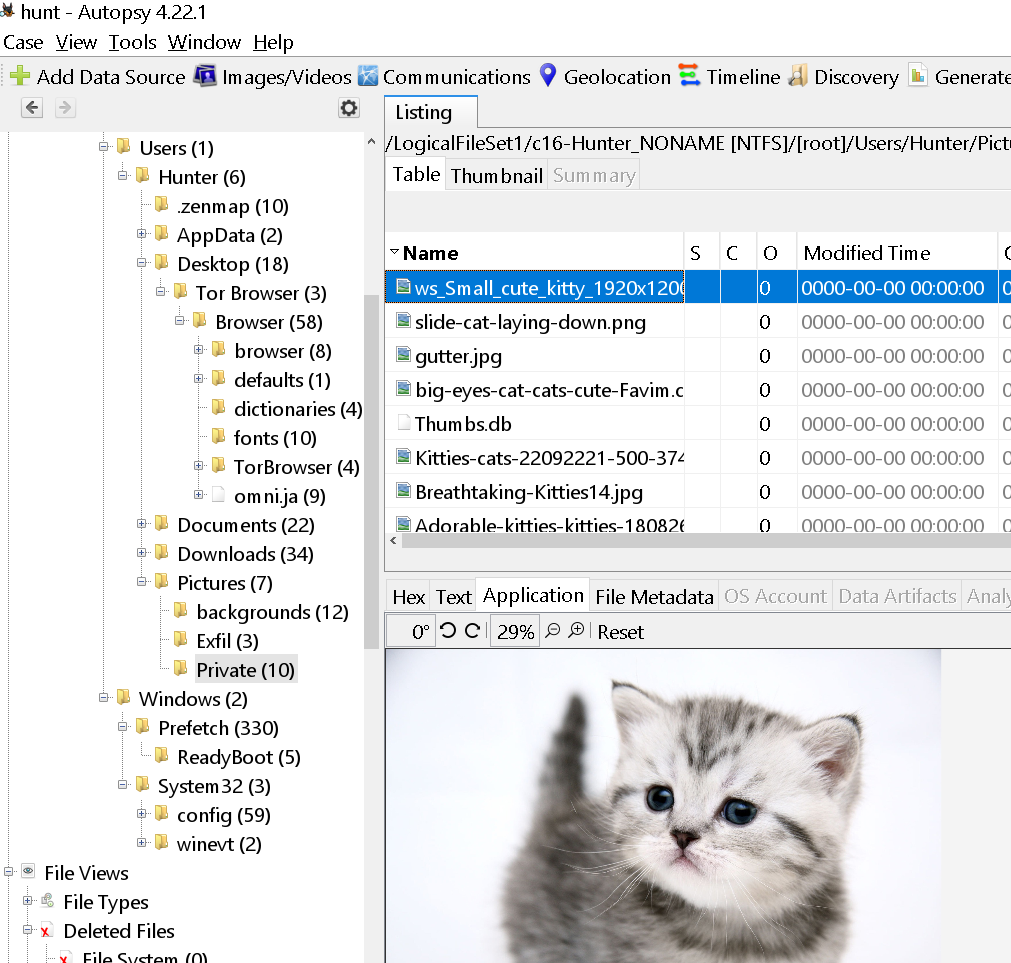 hunt - Autopsy 4.22.1
Case View Tools Window Help
Add Data Source Images/Videos Communications Geolocation Timeline Discovery Generate
Listing
/LogicalFileSet1/c16-Hunter_NONAME [NTFS]/[root]/Users/Hunter/Pictu
Table Thumbnail Summary
Name S C O Modified Time
ws_Small_cute_kitty_1920x1200 0 0000-00-00 00:00:00
slide-cat-laying-down.png 0 0000-00-00 00:00:00
gutter.jpg 0 0000-00-00 00:00:00
big-eyes-cat-cats-cute-Favim.c 0 0000-00-00 00:00:00
Thumbs.db 0 0000-00-00 00:00:00
Kitties-cats-22092221-500-374 0 0000-00-00 00:00:00
Breathtaking-Kitties14.jpg 0 0000-00-00 00:00:00
Adorable-kitties-kitties-180826 0 0000-00-00 00:00:00
Users (1)
Hunter (6)
.zenmap (10)
AppData (2)
Desktop (18)
Tor Browser (3)
Browser (58)
browser (8)
defaults (1)
dictionaries (4)
fonts (10)
TorBrowser (4)
omni.ja (9)
Documents (22)
Downloads (34)
Pictures (7)
backgrounds (12)
Exfil (3)
Private (10)
Windows (2)
Prefetch (330)
ReadyBoot (5)
System32 (3)
config (59)
winevt (2)
File Views
File Types
Deleted Files
File System (0)
Hex Text Application File Metadata OS Account Data Artifacts Analy
0° 29% Reset